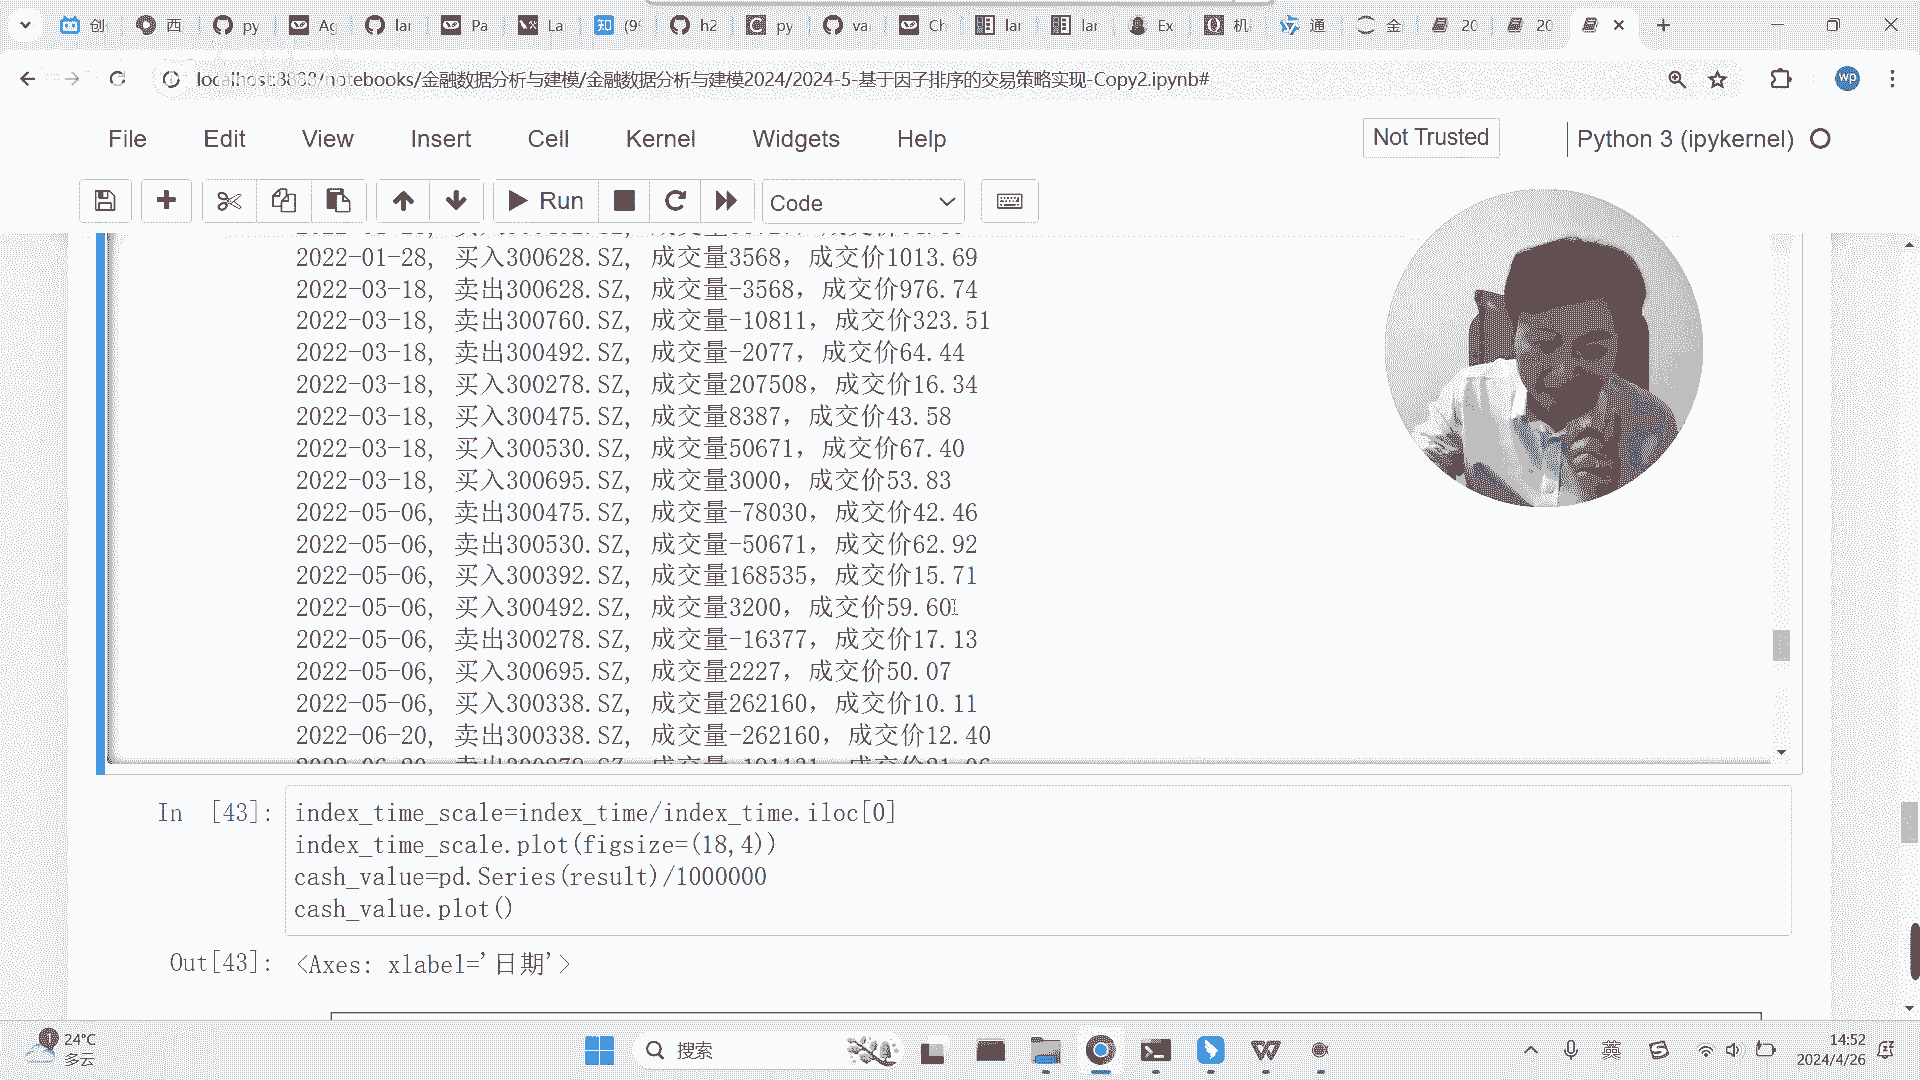 创
西
py
Ag
lar
Pa
La
知 (99
h2
py
va
Ch
lar
lar
Ex
机
通
金
20
20
localhost:8888/notebooks/金融数据分析与建模/金融数据分析与建模2024/2024-5-基于因子排序的交易策略实现-Copy2.ipynb#
wp
File Edit View Insert Cell Kernel Widgets Help
Not Trusted
Python 3 (ipykernel)
Run
Code
2022-01-28, 买入300628.SZ, 成交量3568，成交价1013.69
2022-03-18, 卖出300628.SZ, 成交量-3568，成交价976.74
2022-03-18, 卖出300760.SZ, 成交量-10811，成交价323.51
2022-03-18, 卖出300492.SZ, 成交量-2077，成交价64.44
2022-03-18, 买入300278.SZ, 成交量207508，成交价16.34
2022-03-18, 买入300475.SZ, 成交量8387，成交价43.58
2022-03-18, 买入300530.SZ, 成交量50671，成交价67.40
2022-03-18, 买入300695.SZ, 成交量3000，成交价53.83
2022-05-06, 卖出300475.SZ, 成交量-78030，成交价42.46
2022-05-06, 卖出300530.SZ, 成交量-50671，成交价62.92
2022-05-06, 买入300392.SZ, 成交量168535，成交价15.71
2022-05-06, 买入300492.SZ, 成交量3200，成交价59.60
2022-05-06, 卖出300278.SZ, 成交量-16377，成交价17.13
2022-05-06, 买入300695.SZ, 成交量2227，成交价50.07
2022-05-06, 买入300338.SZ, 成交量262160，成交价10.11
2022-06-20, 卖出300338.SZ, 成交量-262160，成交价12.40
In [43]:
index_time_scale=index_time/index_time.iloc[0]
index_time_scale.plot(figsize=(18,4))
cash_value=pd.Series(result)/1000000
cash_value.plot()
Out[43]: <Axes: xlabel='日期'>
1
24°C
多云
搜索
英
14:52
2024/4/26